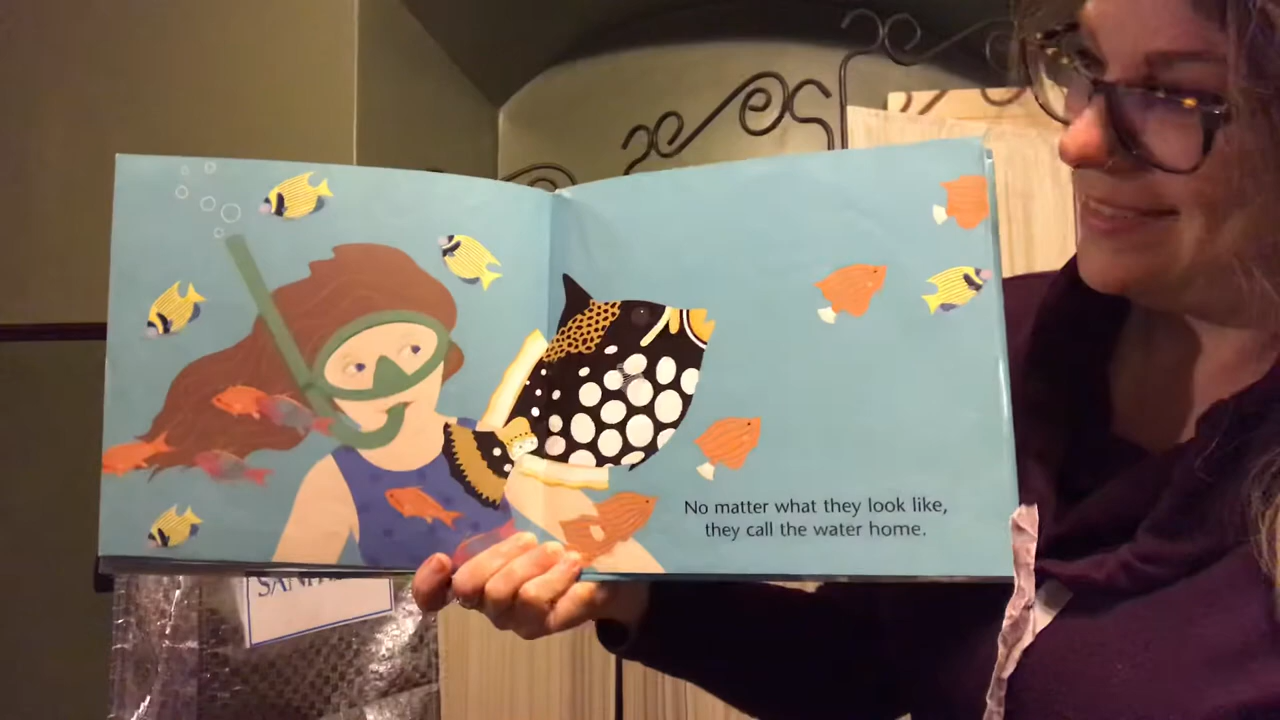 No matter what they look like,
they call the water home.